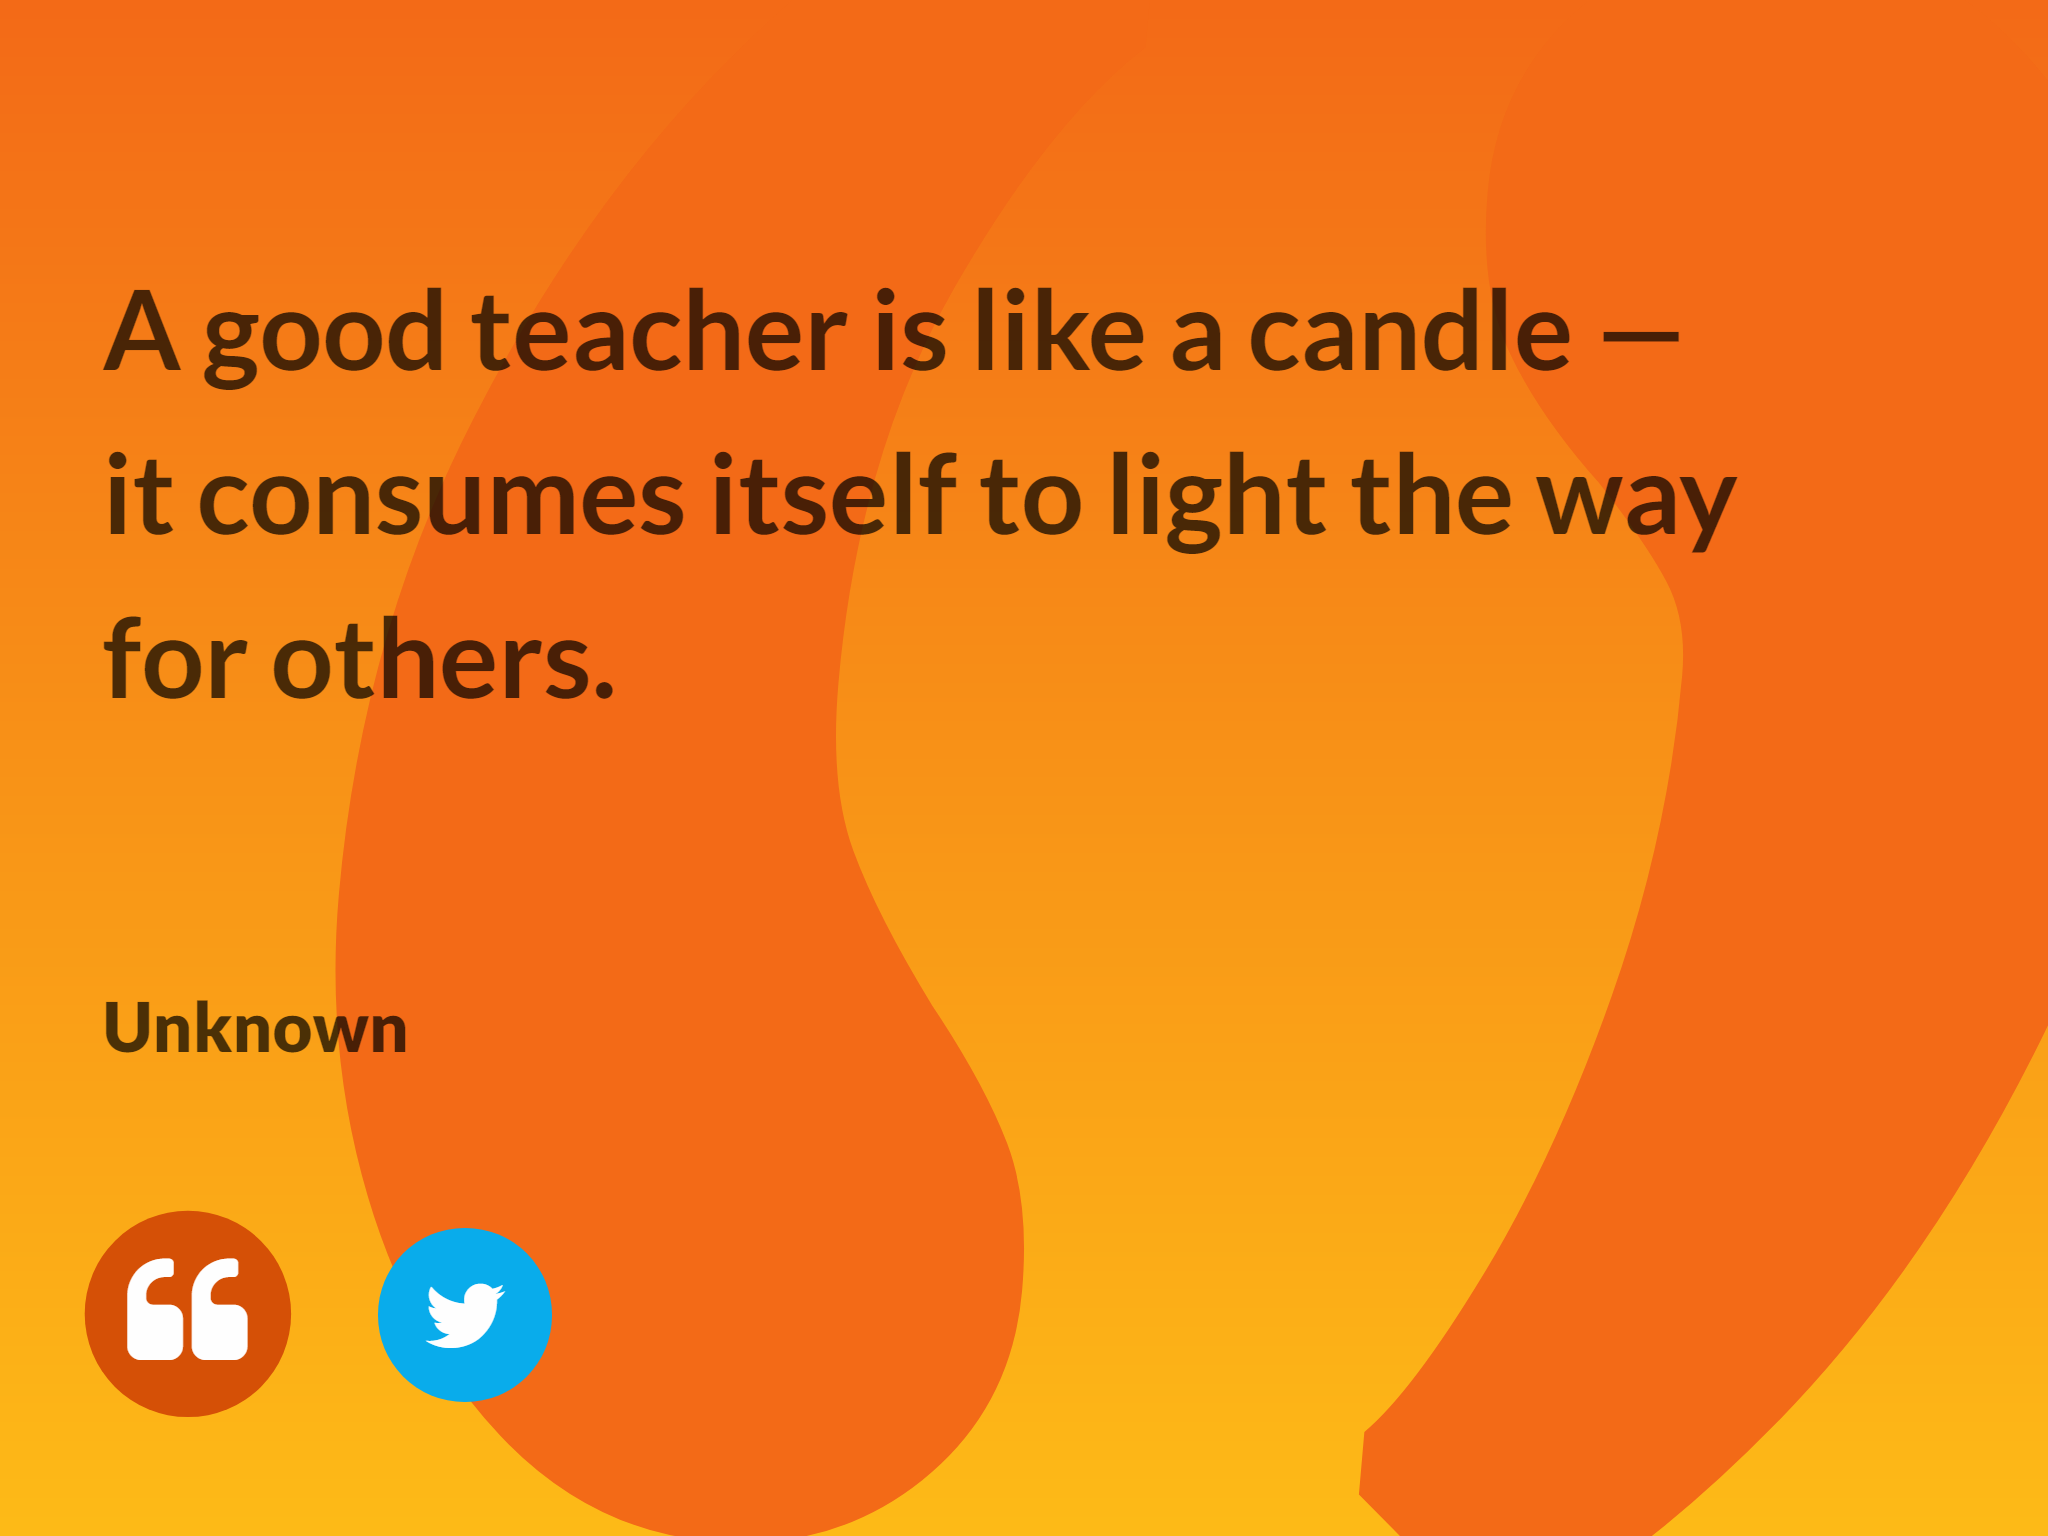 A good teacher is like a candle —
it consumes itself to light the way
for others.
Unknown